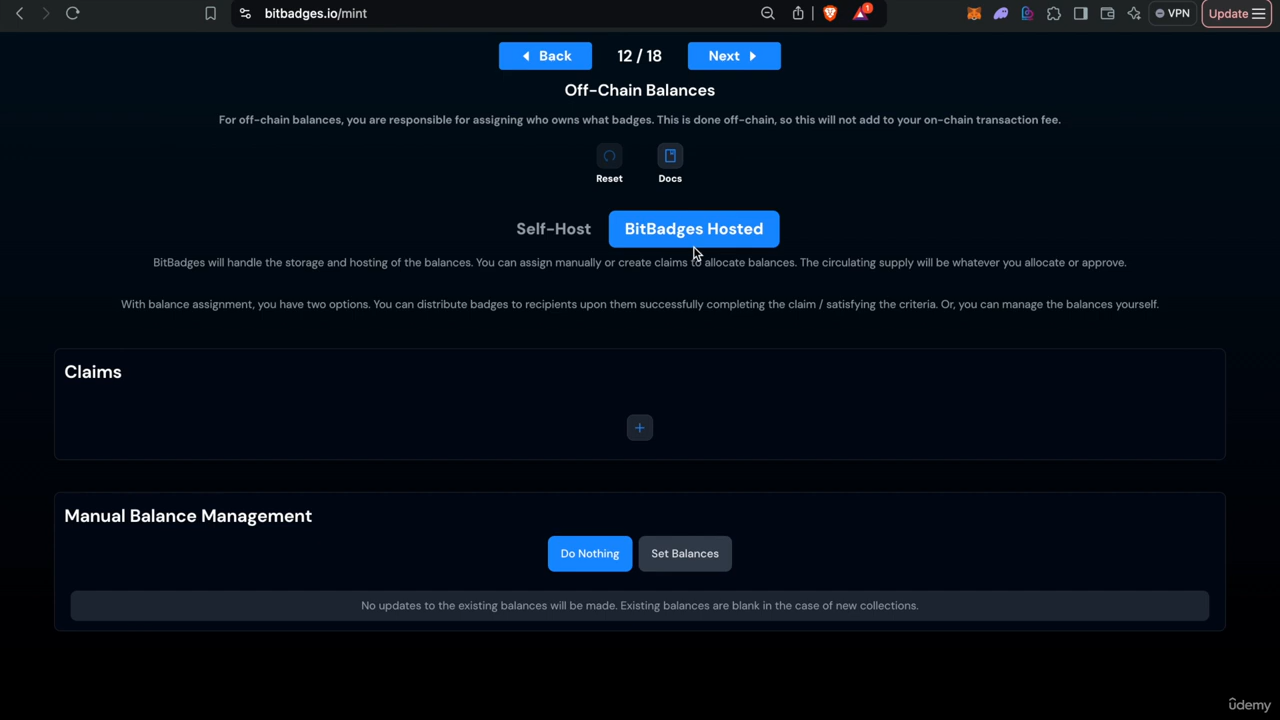 bitbadges.io/mint
1
VPN
Update
Back
12 / 18
Next
Off-Chain Balances
For off-chain balances, you are responsible for assigning who owns what badges. This is done off-chain, so this will not add to your on-chain transaction fee.
Reset
Docs
Self-Host
BitBadges Hosted
BitBadges will handle the storage and hosting of the balances. You can assign manually or create claims to allocate balances. The circulating supply will be whatever you allocate or approve.
With balance assignment, you have two options. You can distribute badges to recipients upon them successfully completing the claim / satisfying the criteria. Or, you can manage the balances yourself.
Claims
+
Manual Balance Management
Do Nothing
Set Balances
No updates to the existing balances will be made. Existing balances are blank in the case of new collections.
ûdemy